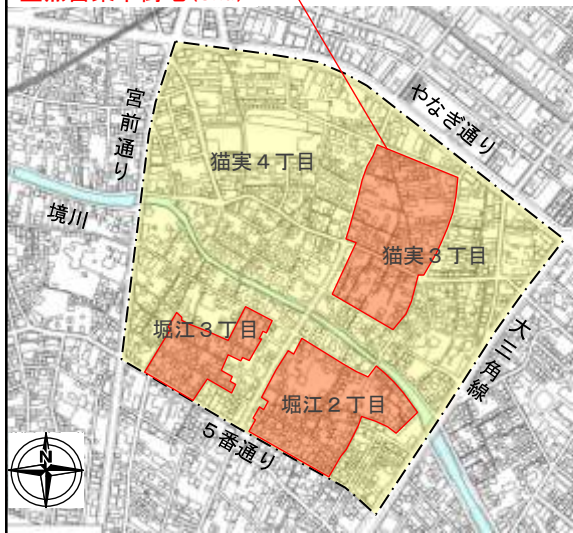 宮前通り
やなぎ通り
猫実４丁目
境川
猫実３丁目
堀江３丁目
大三角線
堀江２丁目
５番通り
N